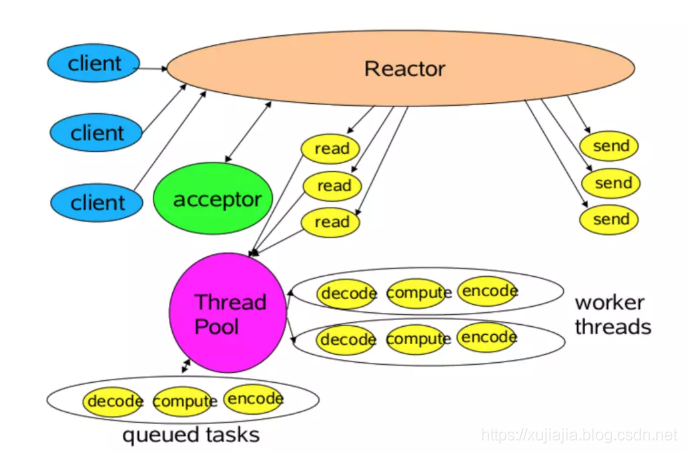 client
Reactor
client
client
read
read
read
send
send
send
acceptor
Thread
Pool
decode compute encode
decode compute encode
worker
threads
decode compute encode
queued tasks
https://xujiajia.blog.csdn.net